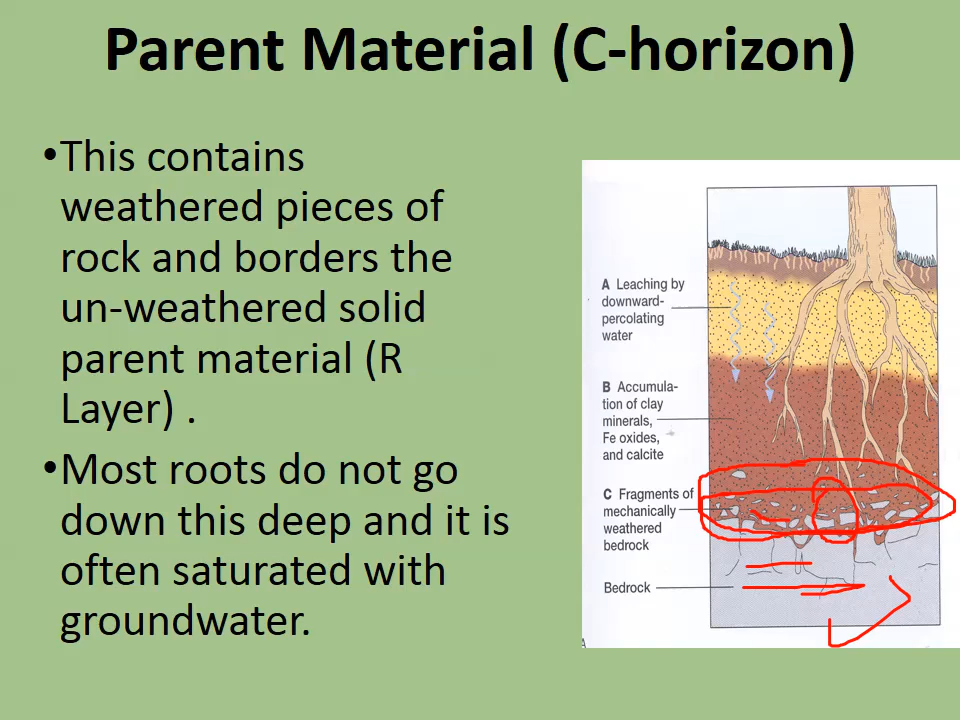 Parent Material (C-horizon)
•This contains
weathered pieces of
rock and borders the
un-weathered solid
parent material (R
Layer) .
•Most roots do not go
down this deep and it is
often saturated with
groundwater.
A Leaching by
downward-
percolating
water
B Accumula-
tion of clay
minerals,
Fe oxides,
and calcite
C Fragments of
mechanically
weathered
bedrock
Bedrock